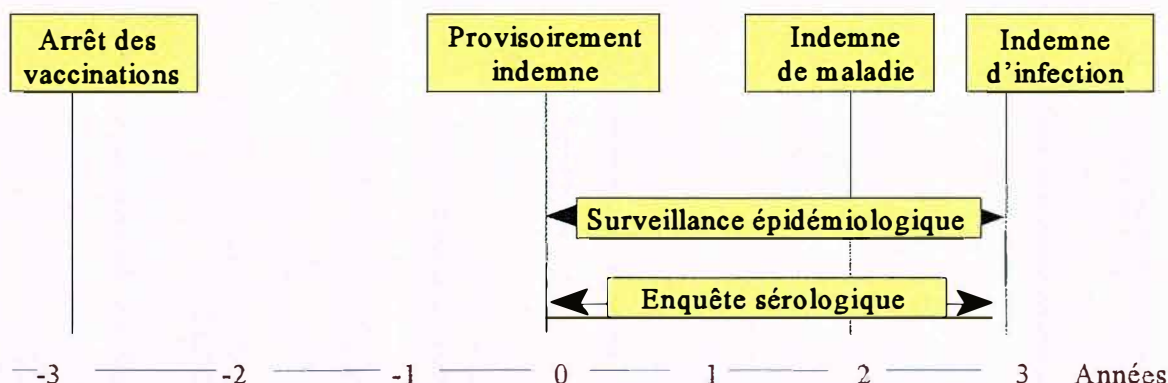 Arrêt des
vaccinations
Provisoirement
indemne
Indemne
de maladie
Indemne
d'infection
Surveillance épidémiologique
Enquête sérologique
-3 -2 -1 0 1 2 3 Années